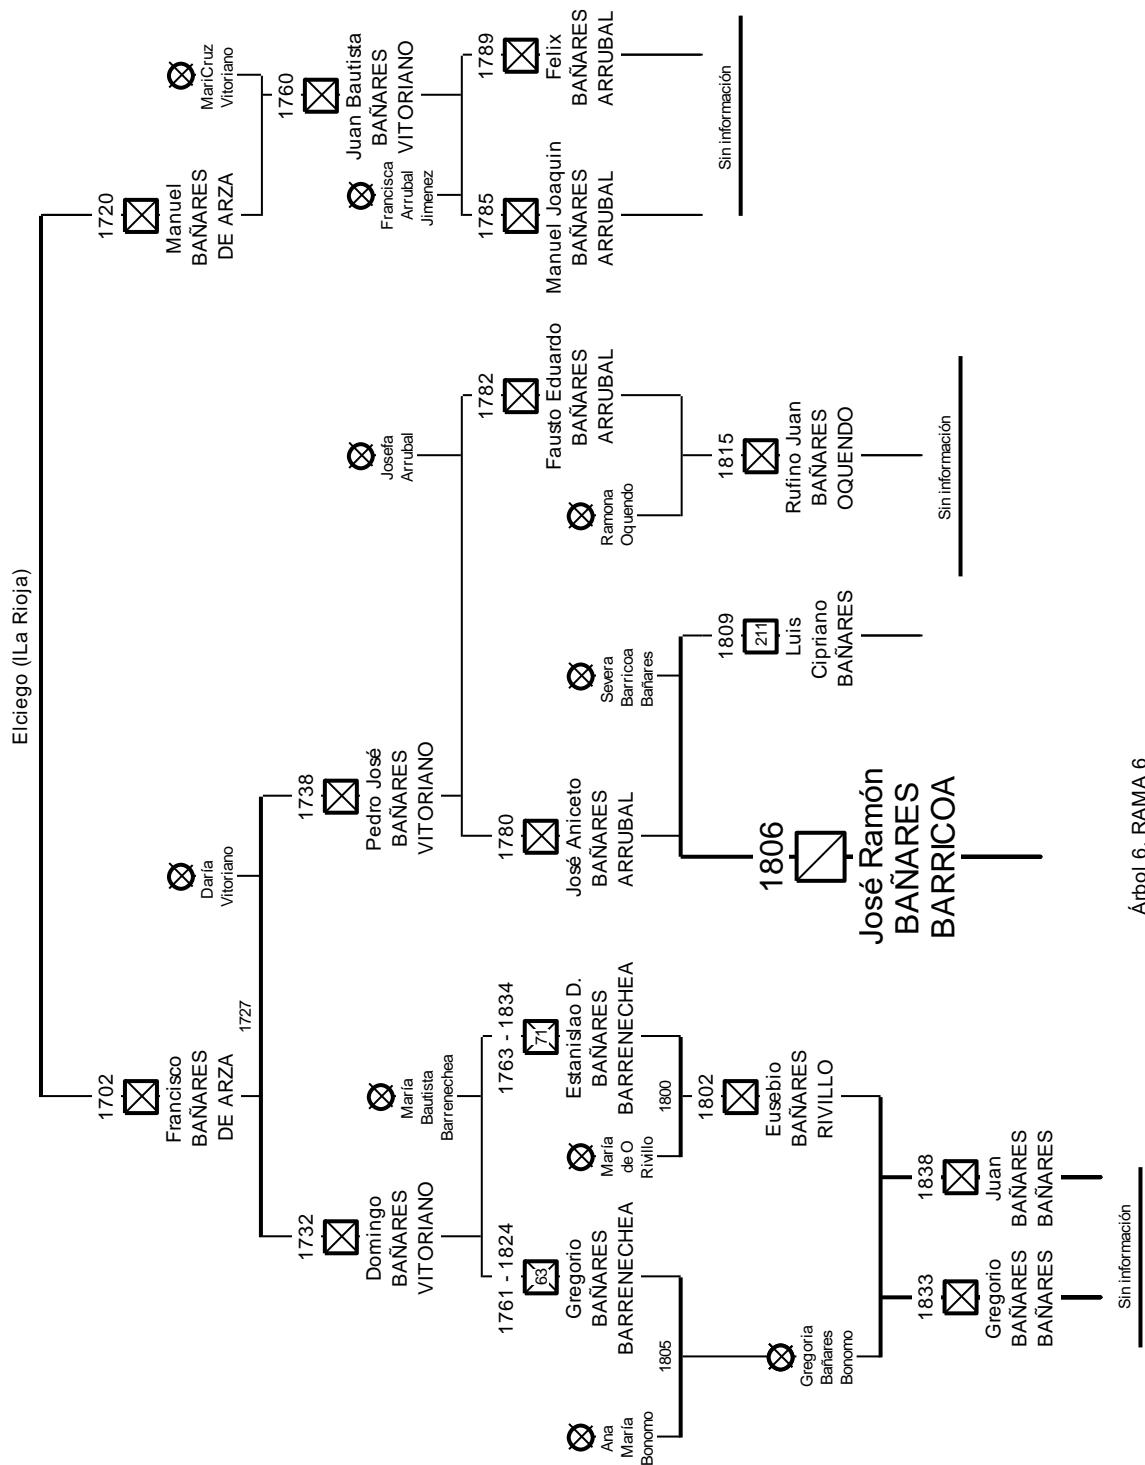 Elciego (lLa Rioja)
1702
Francisco
BAÑARES
DE ARZA
1720
Manuel
BAÑARES
DE ARZA
Daría
Vitoriano
MariCruz
Vitoriano
1727
1732
Domingo
BAÑARES
VITORIANO
1738
Pedro José
BAÑARES
VITORIANO
1760
Juan Bautista
BAÑARES
VITORIANO
María
Bautista
Barrenechea
Josefa
Arrubal
Francisca
Arrubal
Jimenez
1761 - 1824
63
Gregorio
BAÑARES
BARRENECHEA
1763 - 1834
71
Estanislao D.
BAÑARES
BARRENECHEA
1780
José Aniceto
BAÑARES
ARRUBAL
1782
Fausto Eduardo
BAÑARES
ARRUBAL
1785
Manuel Joaquin
BAÑARES
ARRUBAL
1789
Felix
BAÑARES
ARRUBAL
Ana
María
Bonomo
María
de O
Rivillo
Severa
Barricoa
Bañares
Ramona
Oquendo
1805
1800
Sin información
Gregoria
Bañares
Bonomo
1802
Eusebio
BAÑARES
RIVILLO
1806
José Ramón
BAÑARES
BARRICOA
1809
211
Luis
Cipriano
BAÑARES
1815
Rufino Juan
BAÑARES
OQUENDO
Sin información
1833
Gregorio
BAÑARES
BAÑARES
1838
Juan
BAÑARES
BAÑARES
Sin información
Árbol 6. RAMA 6